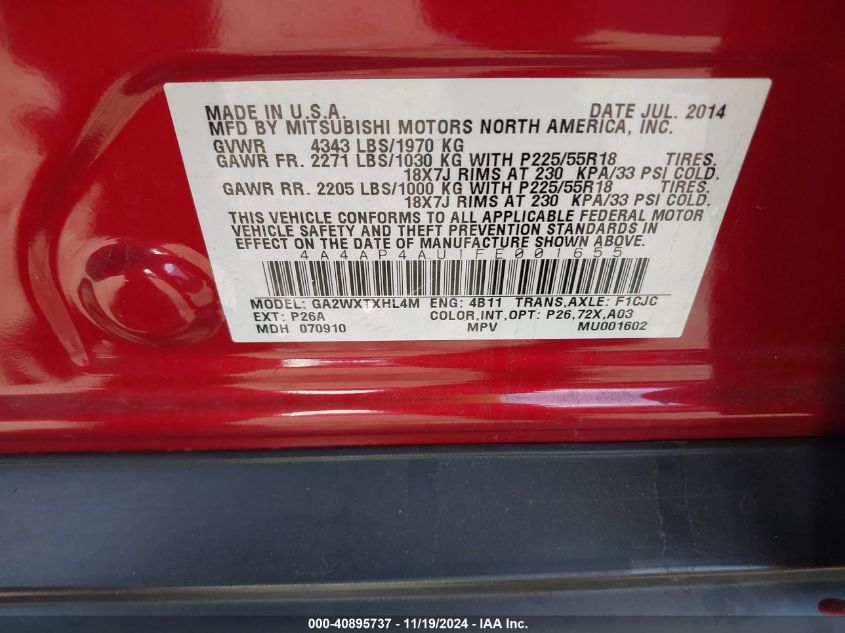 MADE IN U.S.A. DATE JUL. 2014
MFD BY MITSUBISHI MOTORS NORTH AMERICA, INC.
GVWR 4343 LBS/1970 KG
GAWR FR. 2271 LBS/1030 KG WITH P225/55R18 TIRES.
18X7J RIMS AT 230 KPA/33 PSI COLD.
GAWR RR. 2205 LBS/1000 KG WITH P225/55R18 TIRES.
18X7J RIMS AT 230 KPA/33 PSI COLD.
THIS VEHICLE CONFORMS TO ALL APPLICABLE FEDERAL MOTOR
VEHICLE SAFETY AND THEFT PREVENTION STANDARDS IN
EFFECT ON THE DATE OF MANUFACTURE SHOWN ABOVE.
4A4AP4AU1FE001655
MODEL: GA2WXTXHL4M ENG: 4B11 TRANS,AXLE: F1CJC
EXT: P26A COLOR,INT,OPT: P26,72X,A03
MDH 070910 MPV MU001602
000-40895737 - 11/19/2024 - IAA Inc.